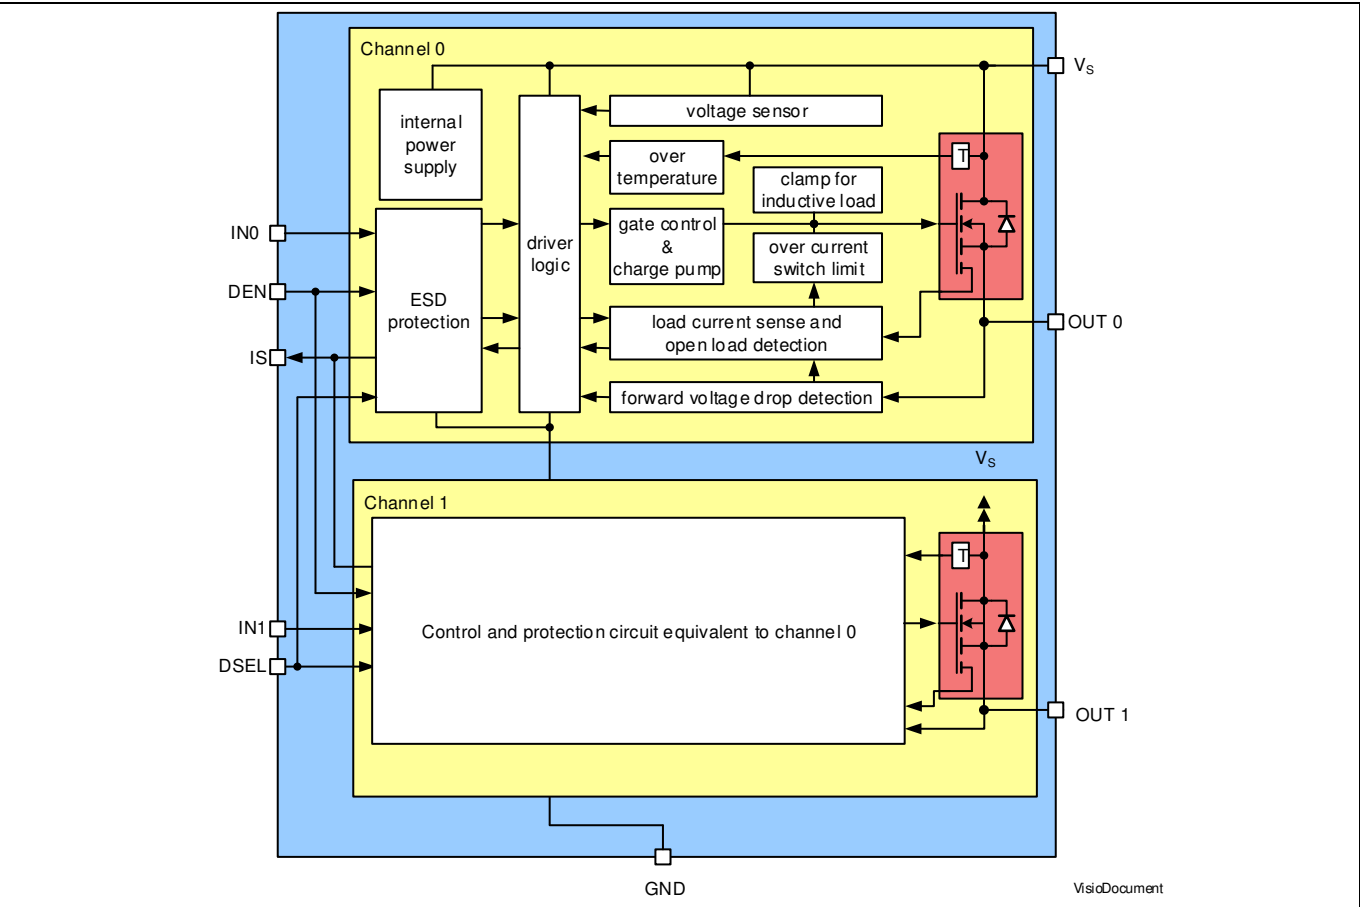 Channel 0
V_S
internal
power
supply
voltage sensor
over
temperature
T
clamp for
inductive load
IN0
driver
logic
gate control
&
charge pump
over current
switch limit
DEN
ESD
protection
load current sense and
open load detection
OUT 0
IS
forward voltage drop detection
V_S
Channel 1
T
Control and protection circuit equivalent to channel 0
IN1
DSEL
OUT 1
GND
VisioDocument